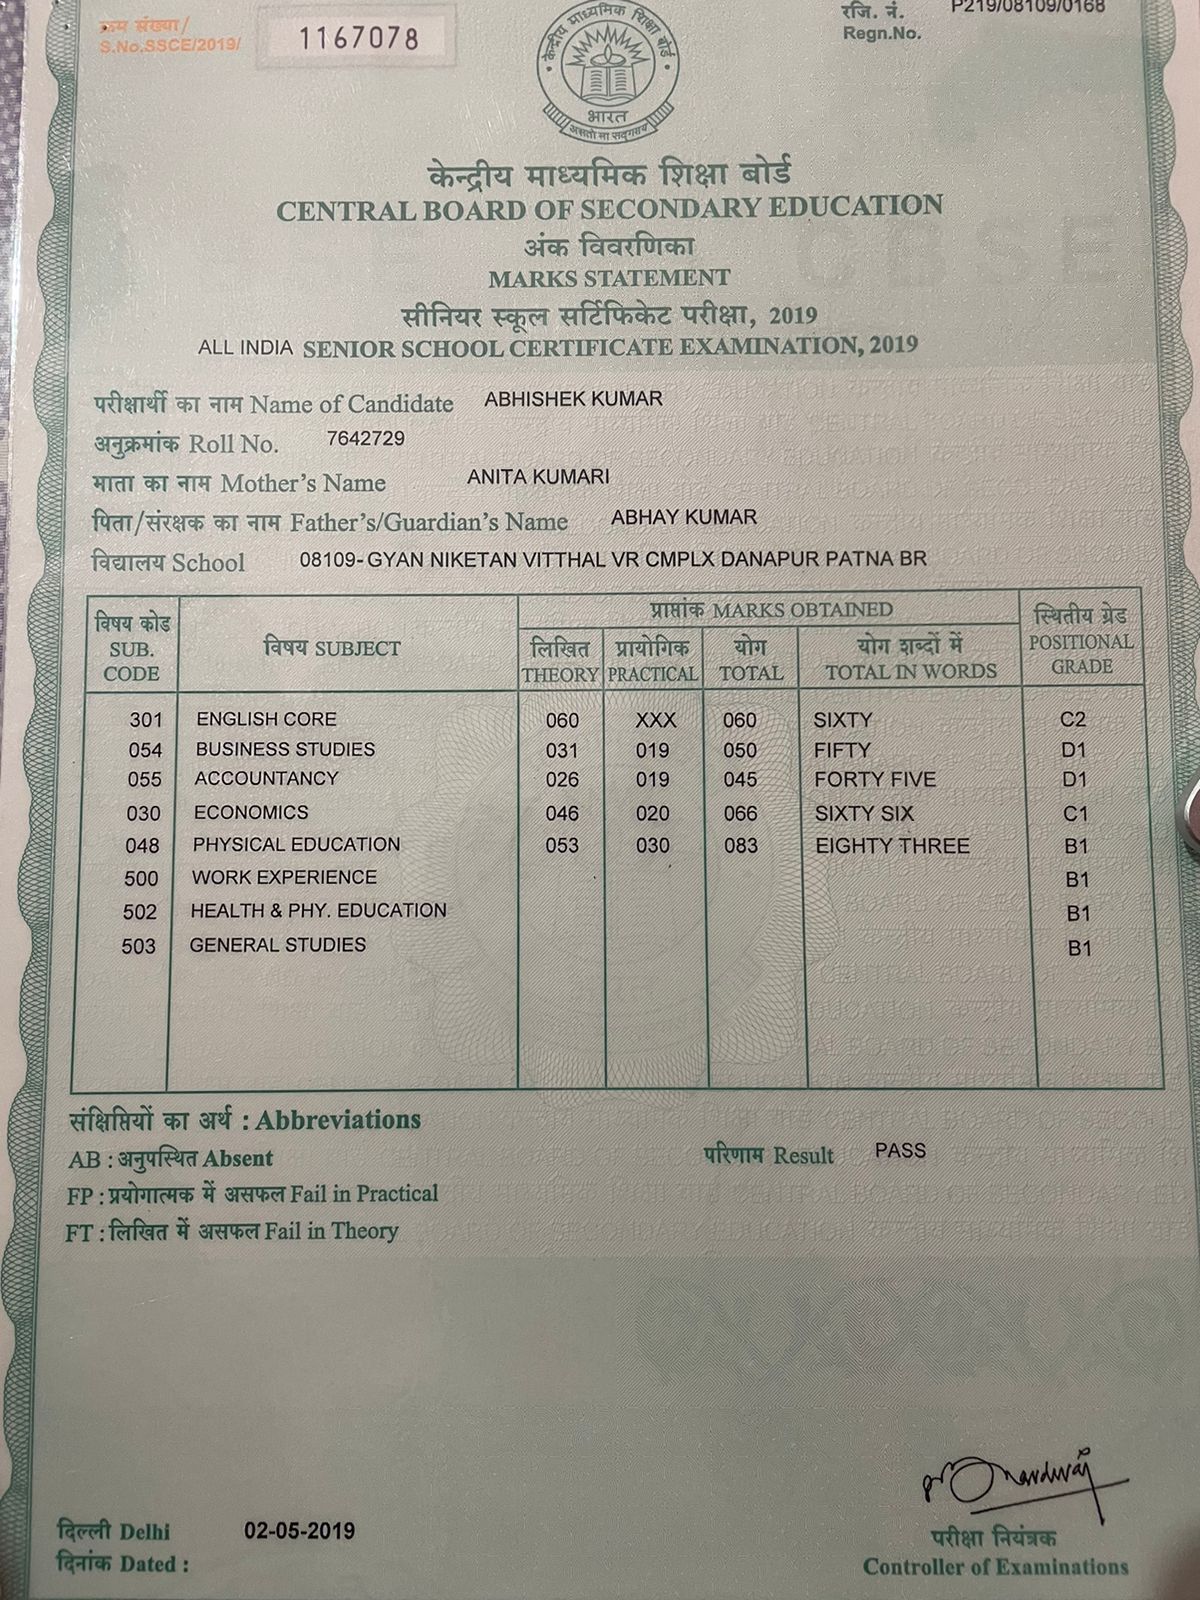 क्रम संख्या/ 1167078 रजि. नं. P219/08109/0168
S.No.SSCE/2019/ Regn.No.
केन्द्रीय माध्यमिक शिक्षा बोर्ड
भारत
असतो मा सद्गमय
केन्द्रीय माध्यमिक शिक्षा बोर्ड
CENTRAL BOARD OF SECONDARY EDUCATION
अंक विवरणिका
MARKS STATEMENT
सीनियर स्कूल सर्टिफिकेट परीक्षा, 2019
ALL INDIA SENIOR SCHOOL CERTIFICATE EXAMINATION, 2019
परीक्षार्थी का नाम Name of Candidate ABHISHEK KUMAR
अनुक्रमांक Roll No. 7642729
माता का नाम Mother's Name ANITA KUMARI
पिता/संरक्षक का नाम Father's/Guardian's Name ABHAY KUMAR
विद्यालय School 08109-GYAN NIKETAN VITTHAL VR CMPLX DANAPUR PATNA BR
विषय कोड SUB. CODE विषय SUBJECT प्राप्तांक MARKS OBTAINED स्थितीय ग्रेड POSITIONAL GRADE
लिखित THEORY प्रायोगिक PRACTICAL योग TOTAL योग शब्दों में TOTAL IN WORDS
301 ENGLISH CORE 060 XXX 060 SIXTY C2
054 BUSINESS STUDIES 031 019 050 FIFTY D1
055 ACCOUNTANCY 026 019 045 FORTY FIVE D1
030 ECONOMICS 046 020 066 SIXTY SIX C1
048 PHYSICAL EDUCATION 053 030 083 EIGHTY THREE B1
500 WORK EXPERIENCE B1
502 HEALTH & PHY. EDUCATION B1
503 GENERAL STUDIES B1
संक्षिप्तियों का अर्थ : Abbreviations
AB : अनुपस्थित Absent परिणाम Result PASS
FP : प्रयोगात्मक में असफल Fail in Practical
FT : लिखित में असफल Fail in Theory
दिल्ली Delhi 02-05-2019
दिनांक Dated :
परीक्षा नियंत्रक
Controller of Examinations